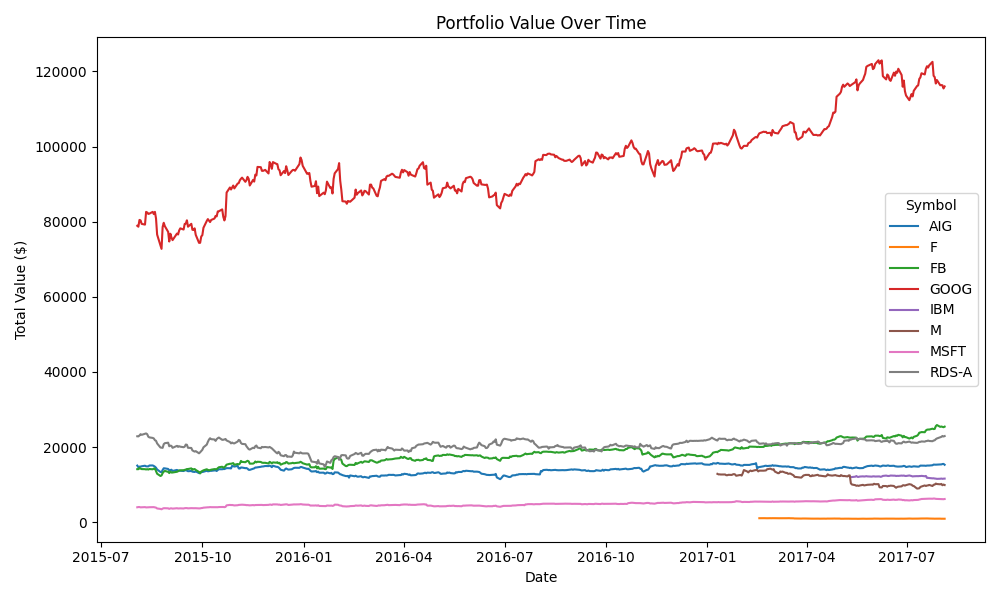 Portfolio Value Over Time
Total Value ($)
120000
100000
80000
60000
40000
20000
0
Symbol
AIG
F
FB
GOOG
IBM
M
MSFT
RDS-A
2015-07 2015-10 2016-01 2016-04 2016-07 2016-10 2017-01 2017-04 2017-07
Date